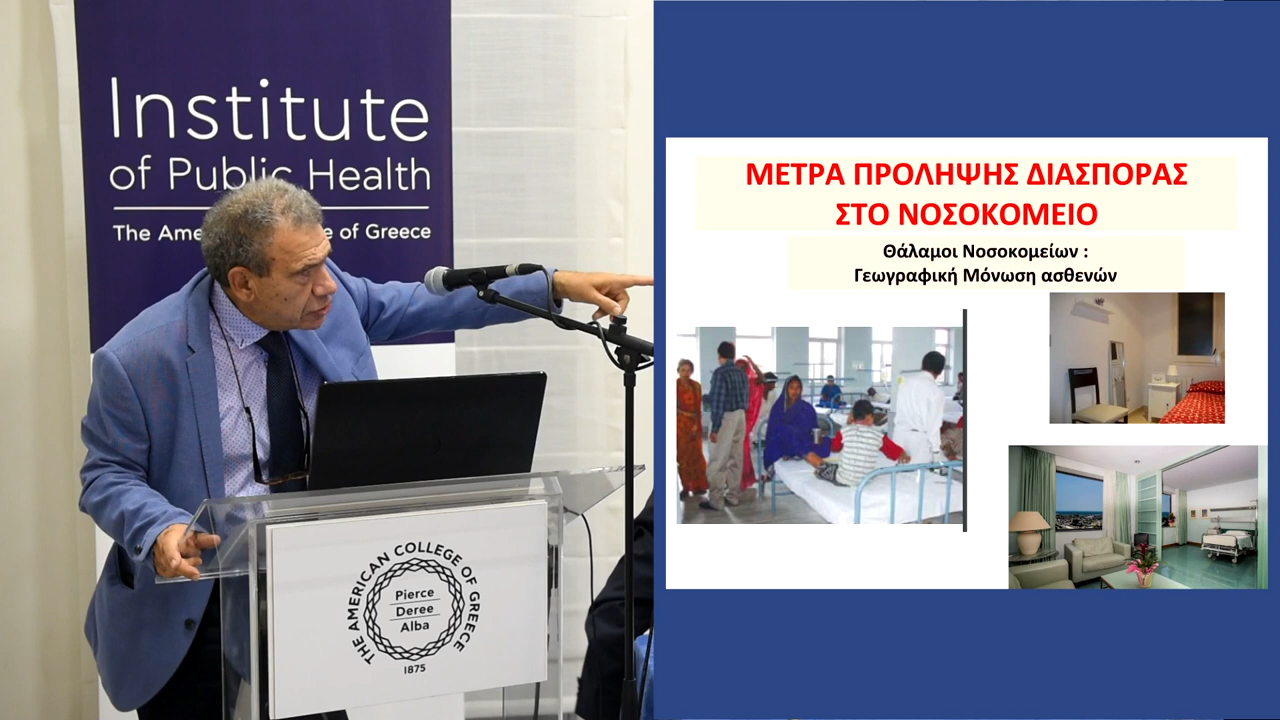 Institute
of Public Health
The Ame e of Greece
THE AMERICAN COLLEGE OF GREECE
Pierce
Deree
Alba
1875
ΜΕΤΡΑ ΠΡΟΛΗΨΗΣ ΔΙΑΣΠΟΡΑΣ
ΣΤΟ ΝΟΣΟΚΟΜΕΙΟ
Θάλαμοι Νοσοκομείων :
Γεωγραφική Μόνωση ασθενών